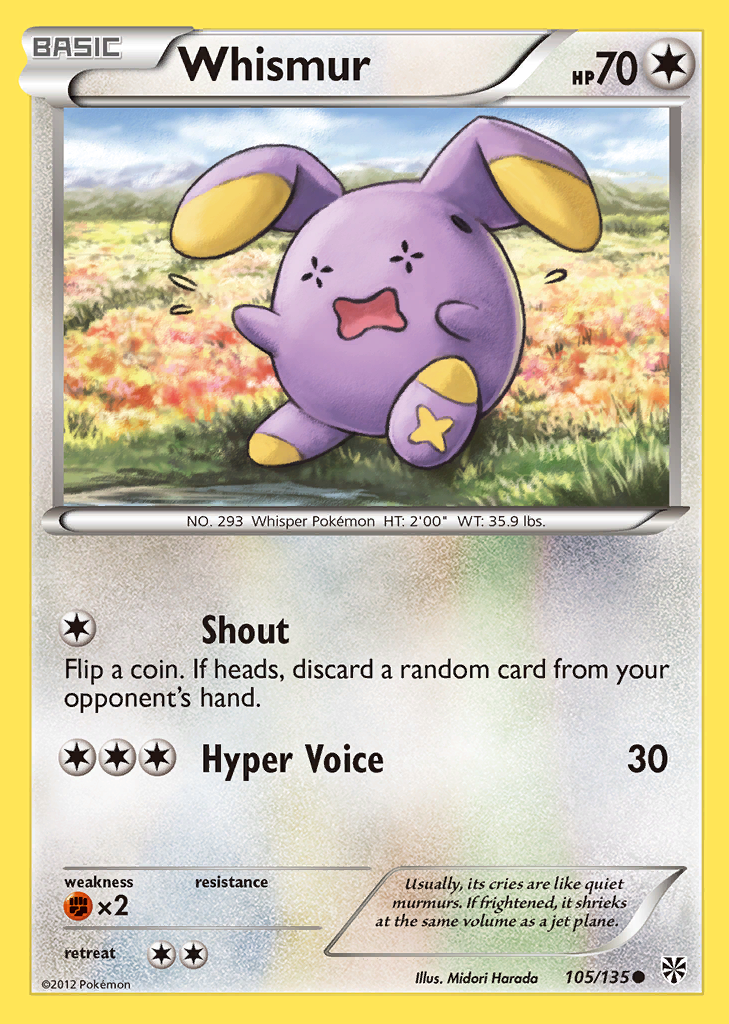 BASIC
Whismur
HP70
NO. 293 Whisper Pokémon HT: 2'00" WT: 35.9 lbs.
Shout
Flip a coin. If heads, discard a random card from your
opponent's hand.
Hyper Voice 30
weakness resistance
×2
Usually, its cries are like quiet
murmurs. If frightened, it shrieks
at the same volume as a jet plane.
retreat
©2012 Pokémon
Illus. Midori Harada 105/135